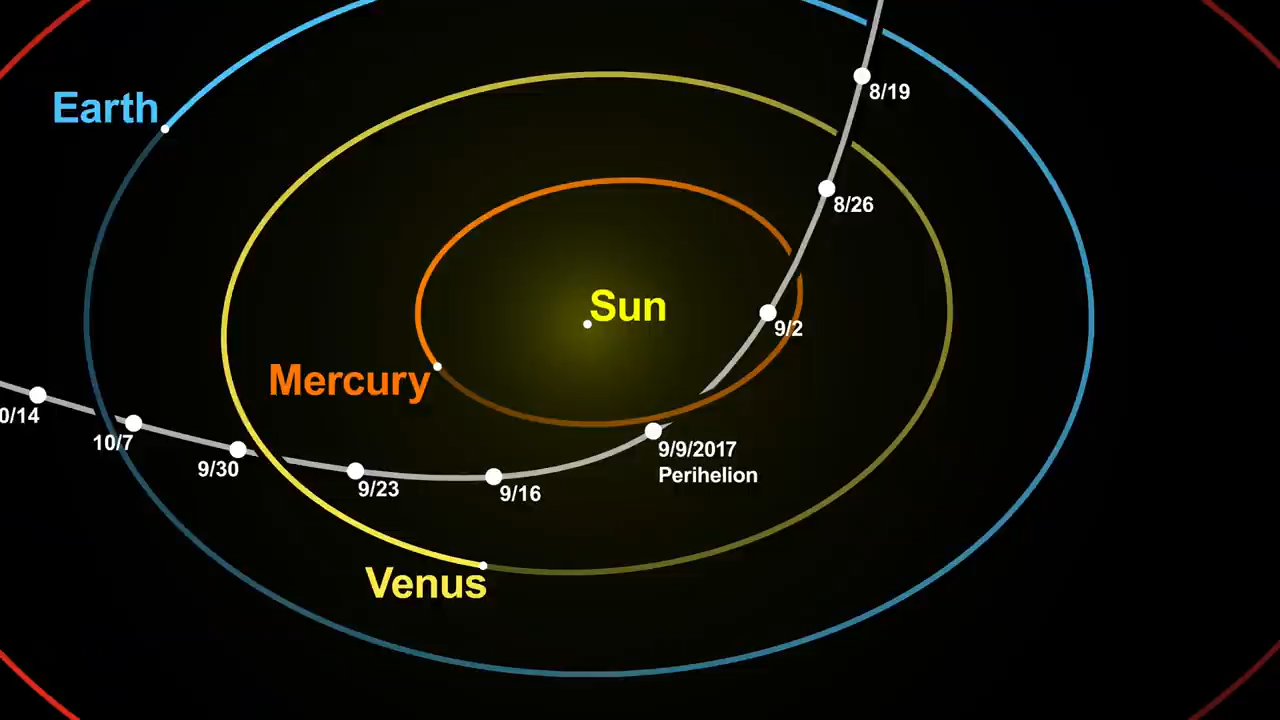 Earth
8/19
8/26
Sun
9/2
Mercury
0/14
10/7
9/30
9/23
9/16
9/9/2017
Perihelion
Venus